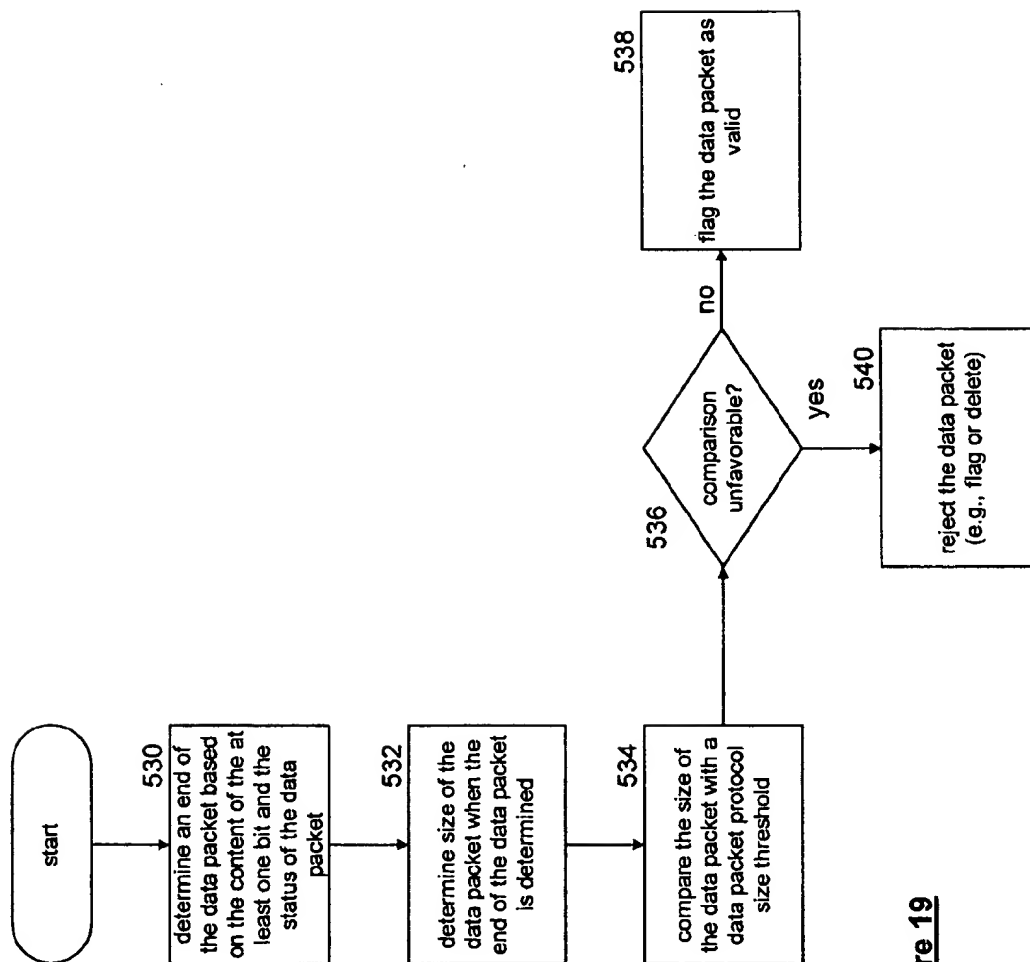 start
530
determine an end of
the data packet based
on the content of the at
least one bit and the
status of the data
packet
532
determine size of the
data packet when the
end of the data packet
is determined
534
compare the size of
the data packet with a
data packet protocol
size threshold
536
comparison
unfavorable?
no
538
flag the data packet as
valid
yes
540
reject the data packet
(e.g., flag or delete)
re 19